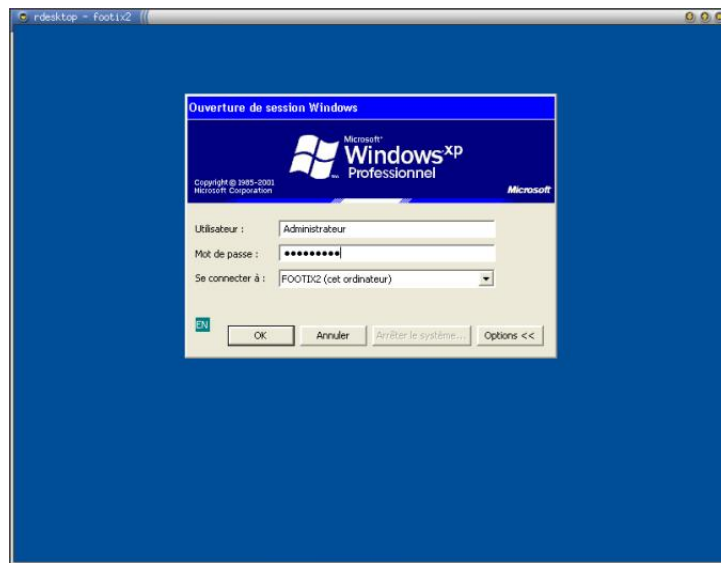 rdesktop - footix2
Ouverture de session Windows
Microsoft
Windows xp
Professionnel
Copyright © 1985-2001
Microsoft Corporation
Microsoft
Utilisateur :
Administrateur
Mot de passe :
•••••••••
Se connecter à :
FOOTIX2 (cet ordinateur)
EN
OK
Annuler
Arrêter le système...
Options <<